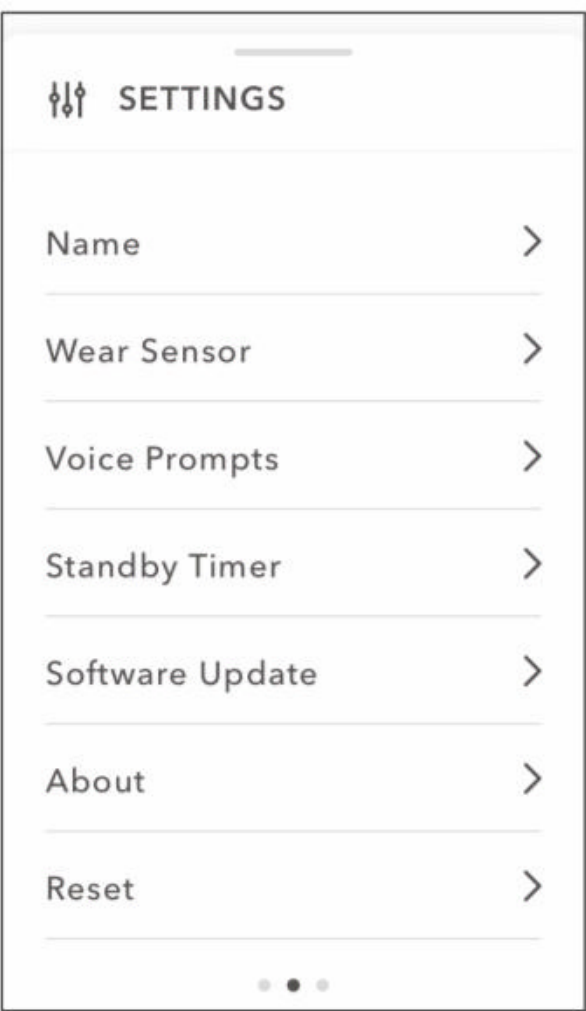 SETTINGS
Name
Wear Sensor
Voice Prompts
Standby Timer
Software Update
About
Reset